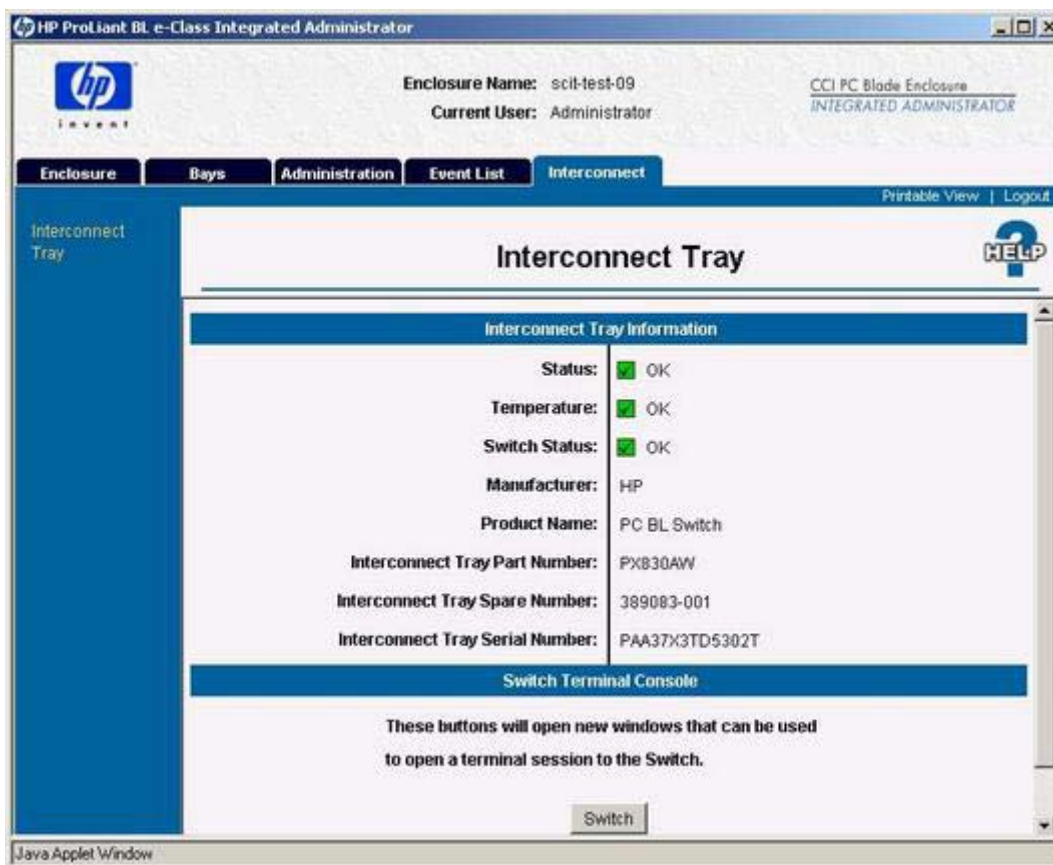 HP ProLiant BL e-Class Integrated Administrator
hp
invent
Enclosure Name: scit-test-09
Current User: Administrator
CCI PC Blade Enclosure
INTEGRATED ADMINISTRATOR
Enclosure Bays Administration Event List Interconnect
Printable View | Logout
Interconnect
Tray
Interconnect Tray
HELP
Interconnect Tray Information
Status: OK
Temperature: OK
Switch Status: OK
Manufacturer: HP
Product Name: PC BL Switch
Interconnect Tray Part Number: PX830AW
Interconnect Tray Spare Number: 389083-001
Interconnect Tray Serial Number: PAA37X3TD5302T
Switch Terminal Console
These buttons will open new windows that can be used
to open a terminal session to the Switch.
Switch
Java Applet Window